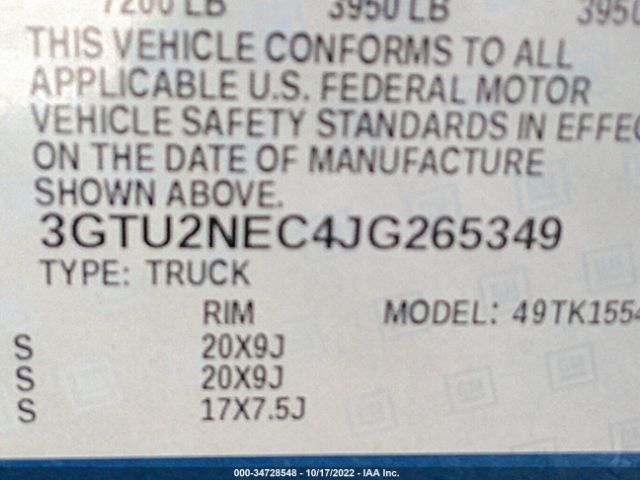 7200 LB 3950 LB 395
THIS VEHICLE CONFORMS TO ALL
APPLICABLE U.S. FEDERAL MOTOR
VEHICLE SAFETY STANDARDS IN EFFEC
ON THE DATE OF MANUFACTURE
SHOWN ABOVE.
3GTU2NEC4JG265349
TYPE: TRUCK
RIM MODEL: 49TK1554
S 20X9J
S 20X9J
S 17X7.5J
000-34728548 - 10/17/2022 - IAA Inc.